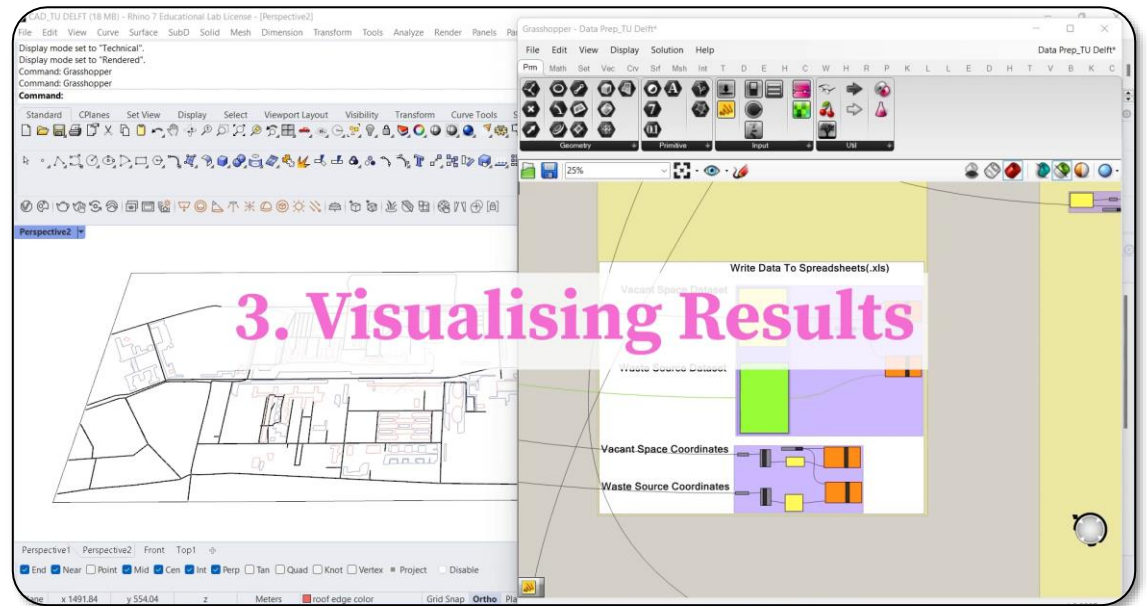 CAD_TU DELFT (18 MB) - Rhino 7 Educational Lab License - [Perspective2]
File Edit View Curve Surface SubD Solid Mesh Dimension Transform Tools Analyze Render Panels
Display mode set to "Technical".
Display mode set to "Rendered".
Command: Grasshopper
Command: Grasshopper
Command:
Standard CPlanes Set View Display Select Viewport Layout Visibility Transform Curve Tools
Perspective2
Grasshopper - Data Prep_TU Delft*
File Edit View Display Solution Help
Data Prep_TU Delft*
Prm Math Set Vec Crv Srf Msh Int T D E H C W H R P K L L E D H T V B K C
Geometry Primitive Input Util
25%
Write Data To Spreadsheets(.xls)
Vacant Space Dataset
3. Visualising Results
Waste Source Dataset
Vacant Space Coordinates
Waste Source Coordinates
Perspective1 Perspective2 Front Top1
End Near Point Mid Cen Int Perp Tan Quad Knot Vertex Project Disable
x 1491.84 y 554.04 z Meters roof edge color Grid Snap Ortho